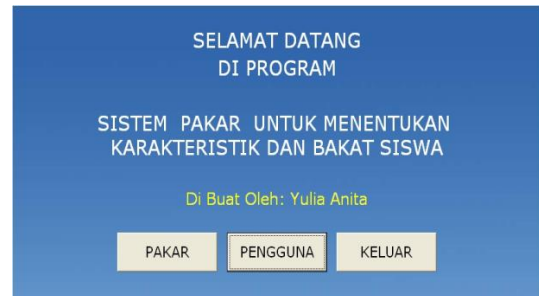 SELAMAT DATANG
DI PROGRAM
SISTEM PAKAR UNTUK MENENTUKAN
KARAKTERISTIK DAN BAKAT SISWA
Di Buat Oleh: Yulia Anita
PAKAR PENGGUNA KELUAR